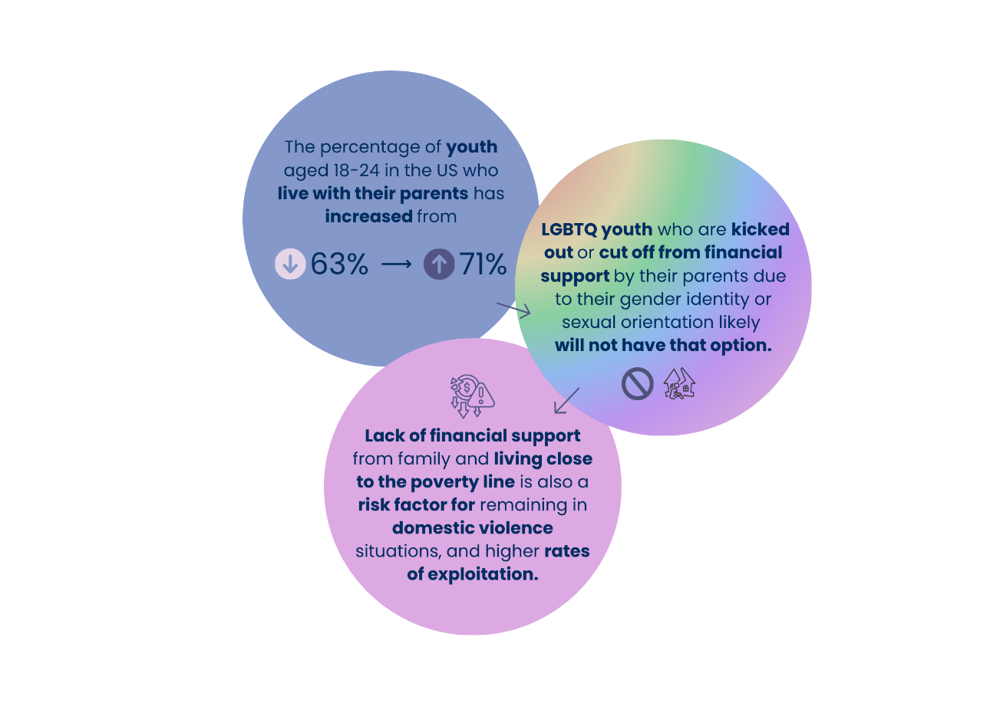 The percentage of youth
aged 18-24 in the US who
live with their parents has
increased from
63% → 71%
LGBTQ youth who are kicked
out or cut off from financial
support by their parents due
to their gender identity or
sexual orientation likely
will not have that option.
$
Lack of financial support
from family and living close
to the poverty line is also a
risk factor for remaining in
domestic violence
situations, and higher rates
of exploitation.